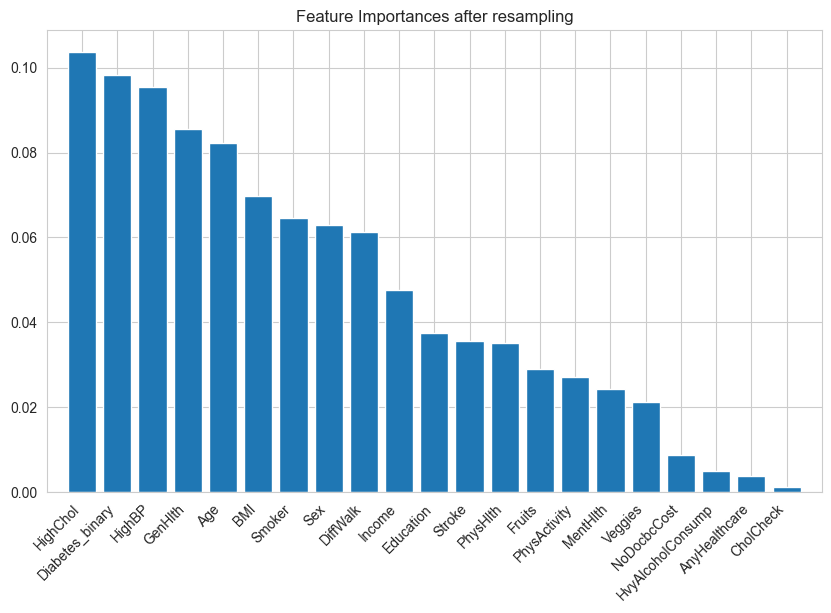 Feature Importances after resampling
0.10
0.08
0.06
0.04
0.02
0.00
HighChol
Diabetes_binary
HighBP
GenHlth
Age
BMI
Smoker
Sex
DiffWalk
Income
Education
Stroke
PhysHlth
Fruits
PhysActivity
MentHlth
Veggies
NoDocbcCost
HvyAlcoholConsump
AnyHealthcare
CholCheck